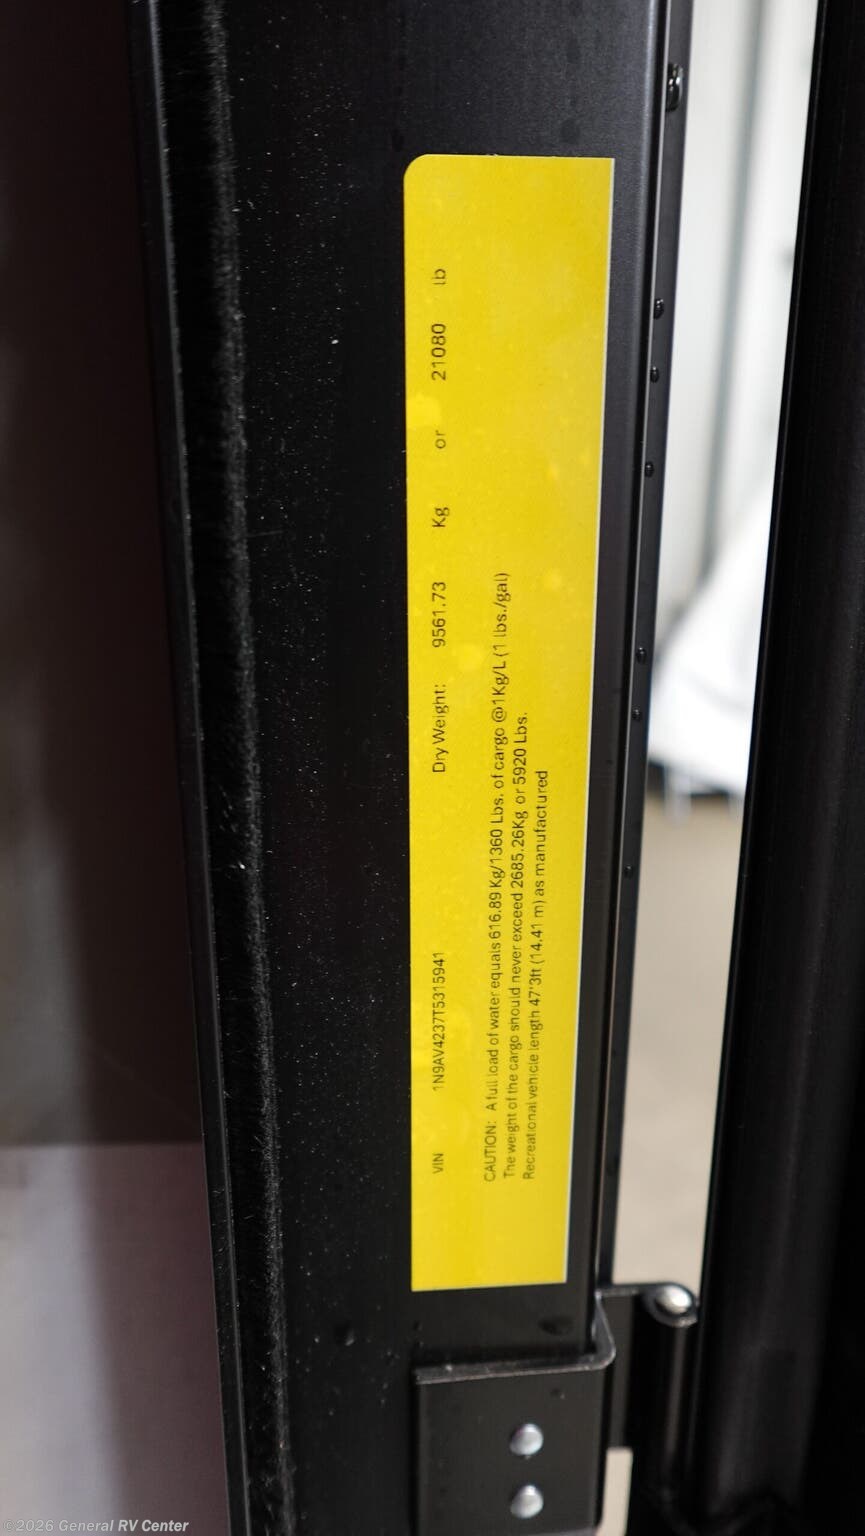 VIN 1N9AV4237T5315941 Dry Weight: 9561.73 Kg or 21080 lb
CAUTION: A full load of water equals 616.89 Kg/1360 Lbs. of cargo @1Kg/L (1 lbs./gal)
The weight of the cargo should never exceed 2685.26Kg or 5920 Lbs.
Recreational vehicle length 47'3ft (14.41 m) as manufactured
©2026 General RV Center